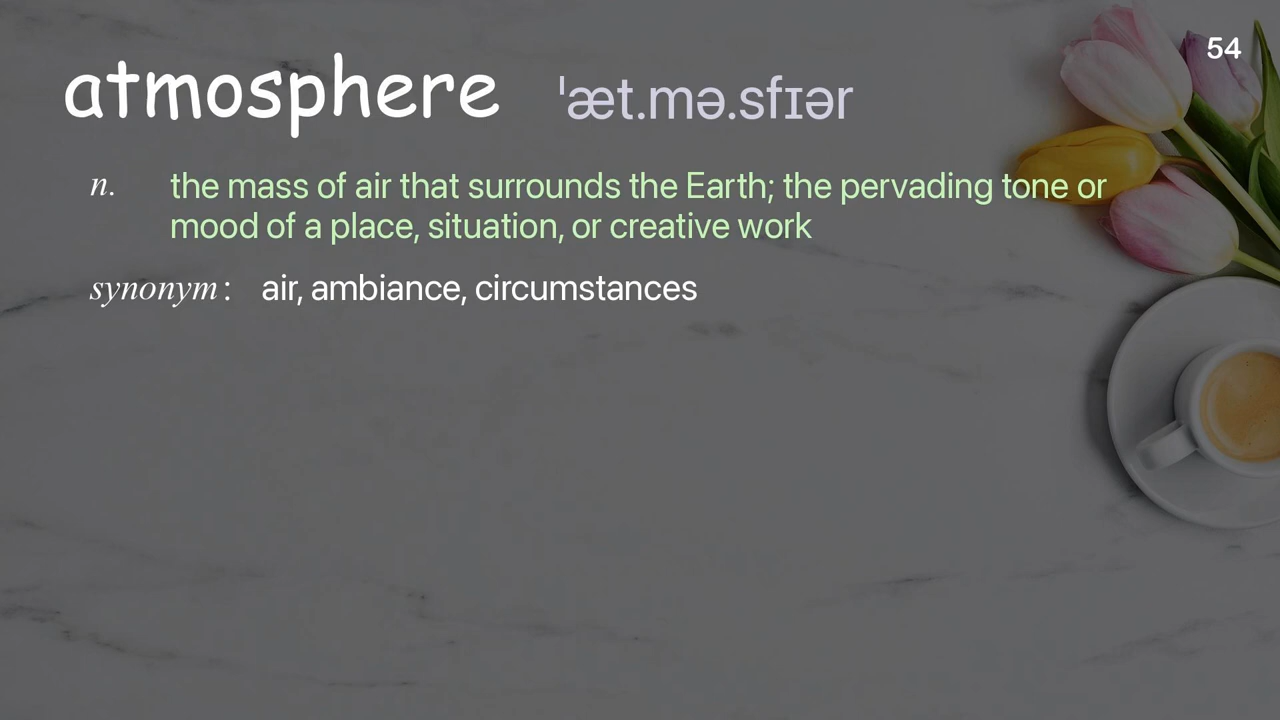 54
atmosphere ˈæt.mə.sfɪər
n. the mass of air that surrounds the Earth; the pervading tone or
mood of a place, situation, or creative work
synonym: air, ambiance, circumstances